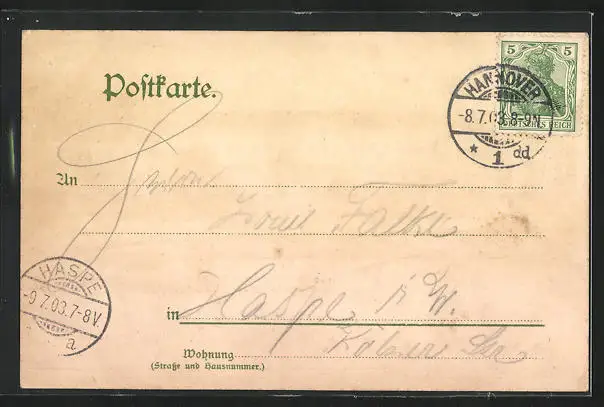 Postkarte.
5 5
DEUTSCHES REICH
HANNOVER
-8.7.03.8-9N.
* 1 dd
An
Louis Falke
HASPE
-9.7.03.7-8V.
a
in Haspe i. W.
Wohnung
(Straße und Hausnummer.)